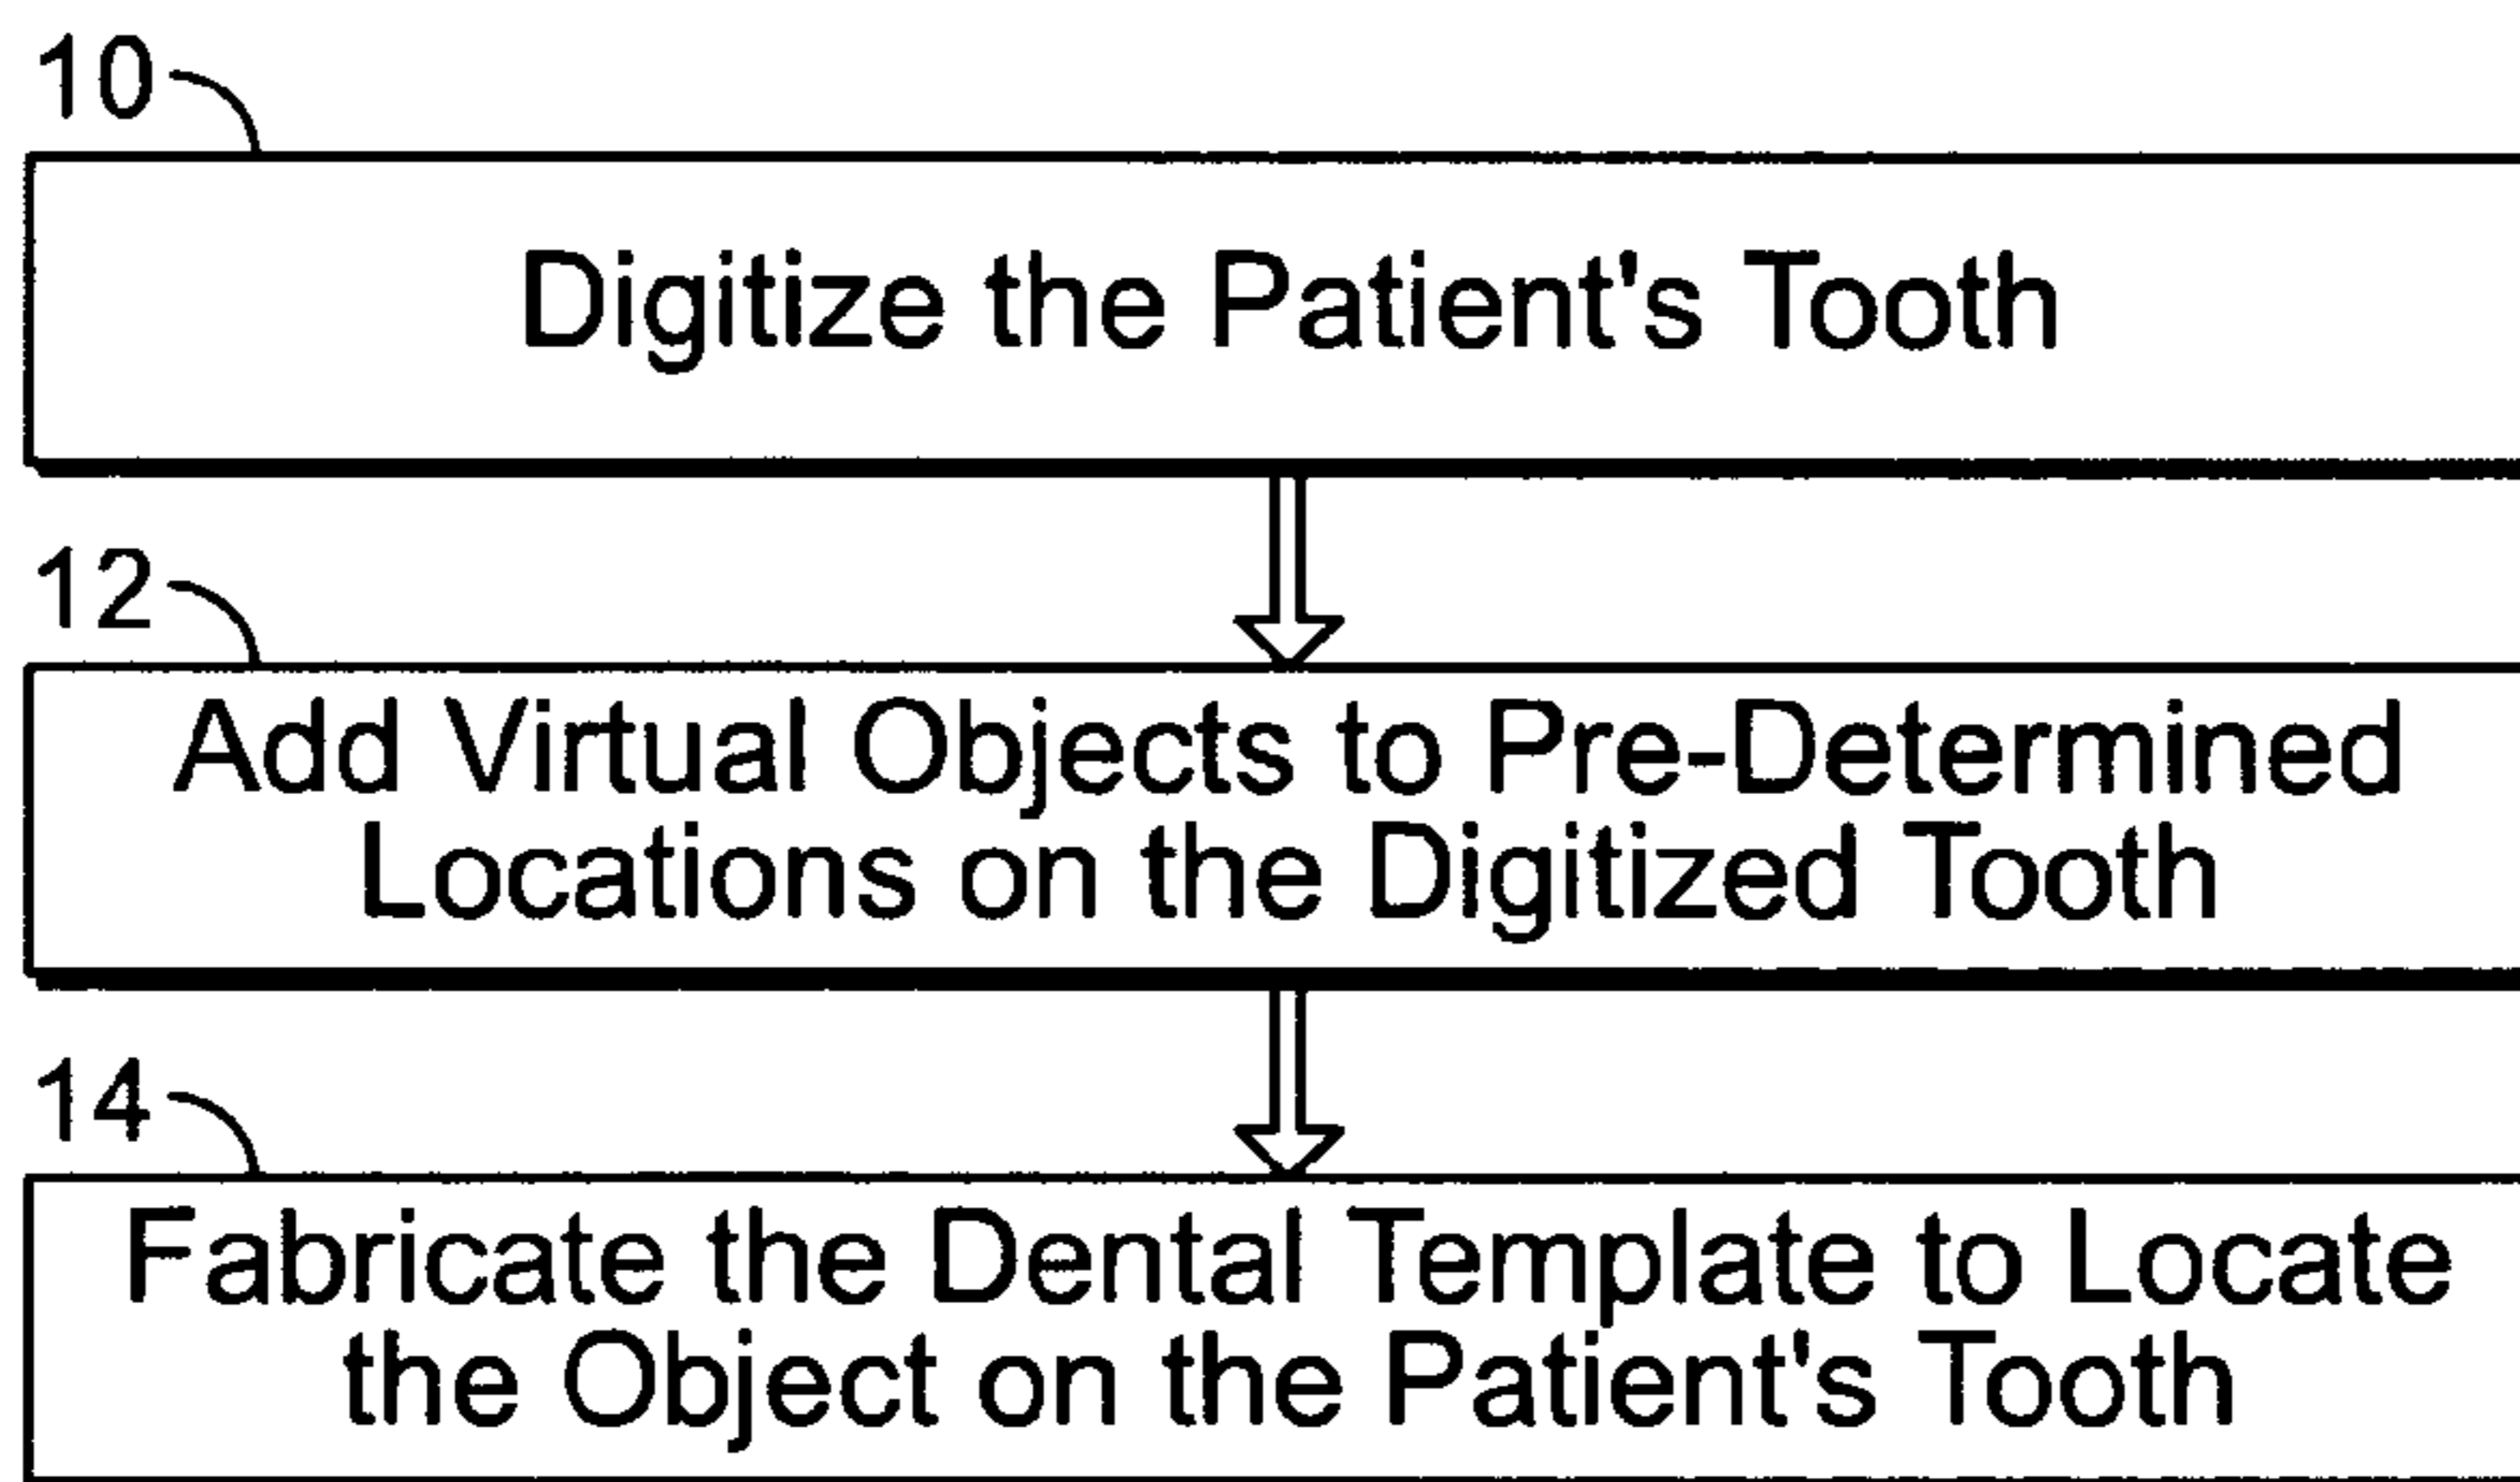 10
Digitize the Patient's Tooth
12
Add Virtual Objects to Pre-Determined
Locations on the Digitized Tooth
14
Fabricate the Dental Template to Locate
the Object on the Patient's Tooth